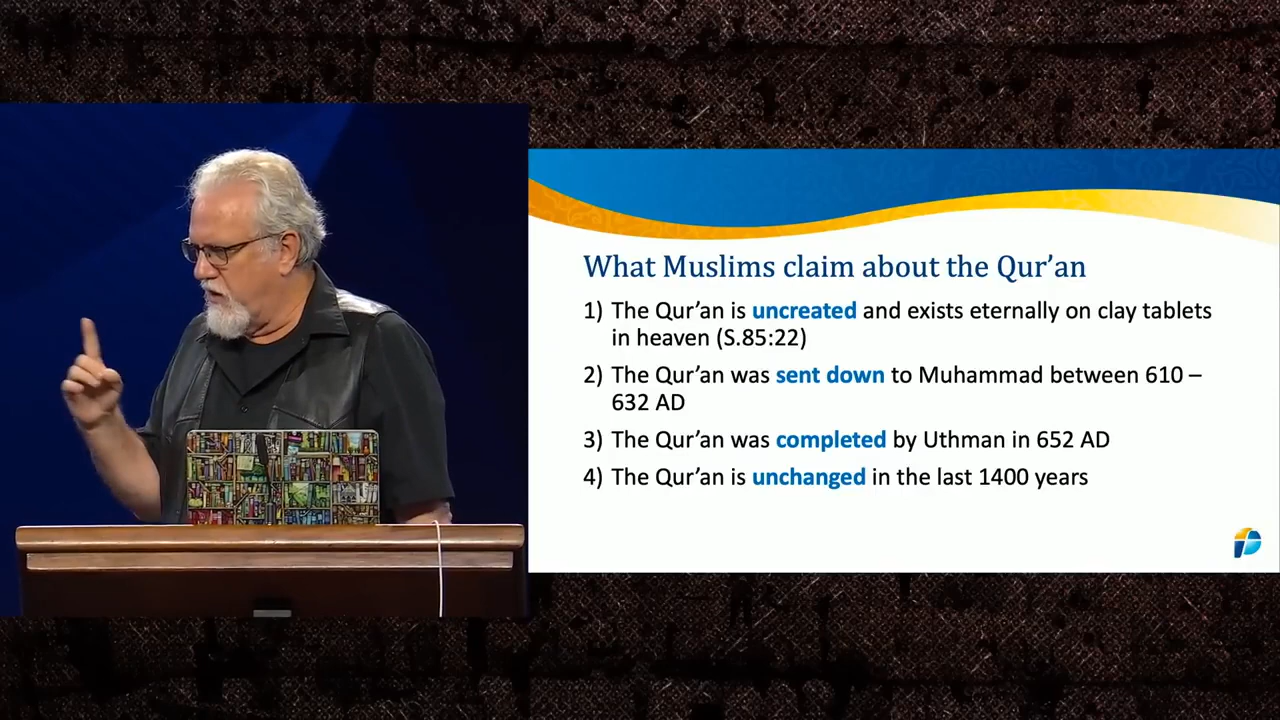 What Muslims claim about the Qur’an
1) The Qur’an is uncreated and exists eternally on clay tablets
in heaven (S.85:22)
2) The Qur’an was sent down to Muhammad between 610 –
632 AD
3) The Qur’an was completed by Uthman in 652 AD
4) The Qur’an is unchanged in the last 1400 years